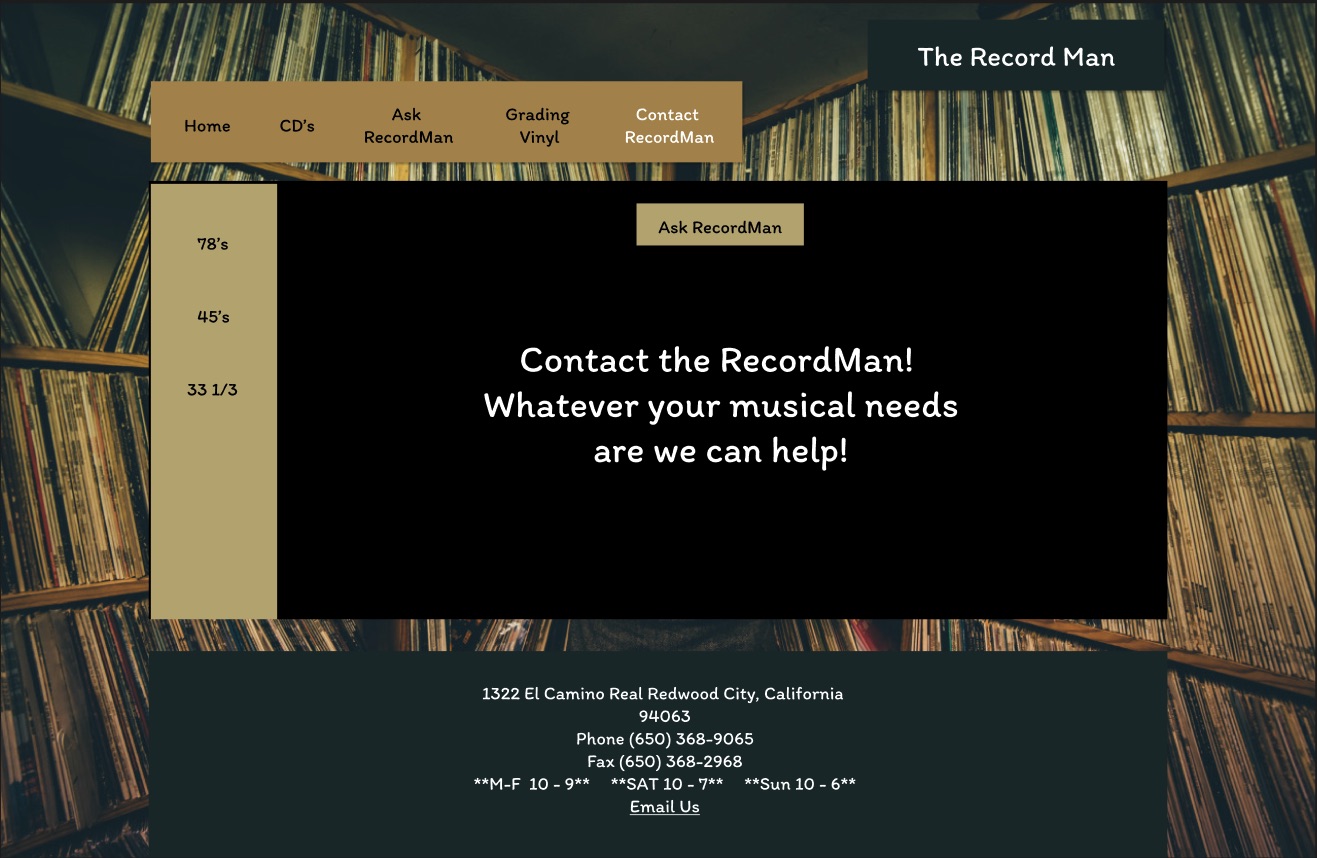 The Record Man
Home
CD's
Ask
RecordMan
Grading
Vinyl
Contact
RecordMan
78's
45's
33 1/3
Ask RecordMan
Contact the RecordMan!
Whatever your musical needs
are we can help!
1322 El Camino Real Redwood City, California
94063
Phone (650) 368-9065
Fax (650) 368-2968
**M-F  10 - 9**     **SAT 10 - 7**     **Sun 10 - 6**
Email Us